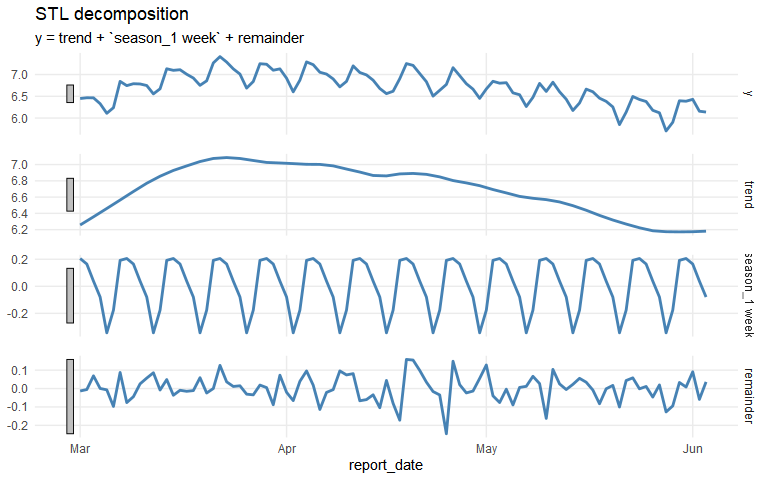 STL decomposition
y = trend + `season_1 week` + remainder
7.0
6.5
6.0
y
7.0
6.8
6.6
6.4
6.2
trend
0.2
0.0
-0.2
season_1 week
0.1
0.0
-0.1
-0.2
remainder
Mar Apr May Jun
report_date